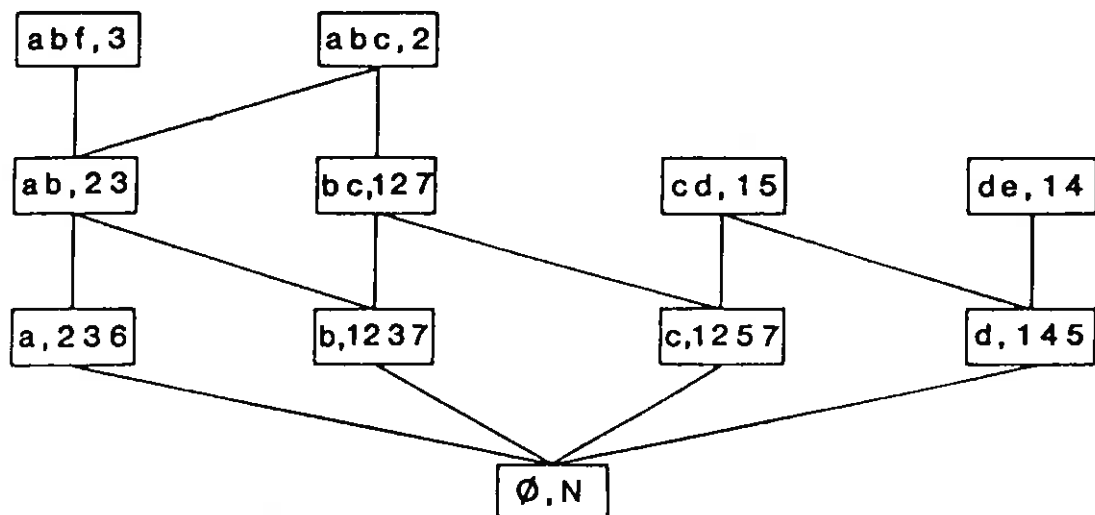 abf,3 abc,2
ab,23 bc,127 cd,15 de,14
a,236 b,1237 c,1257 d,145
Ø,N